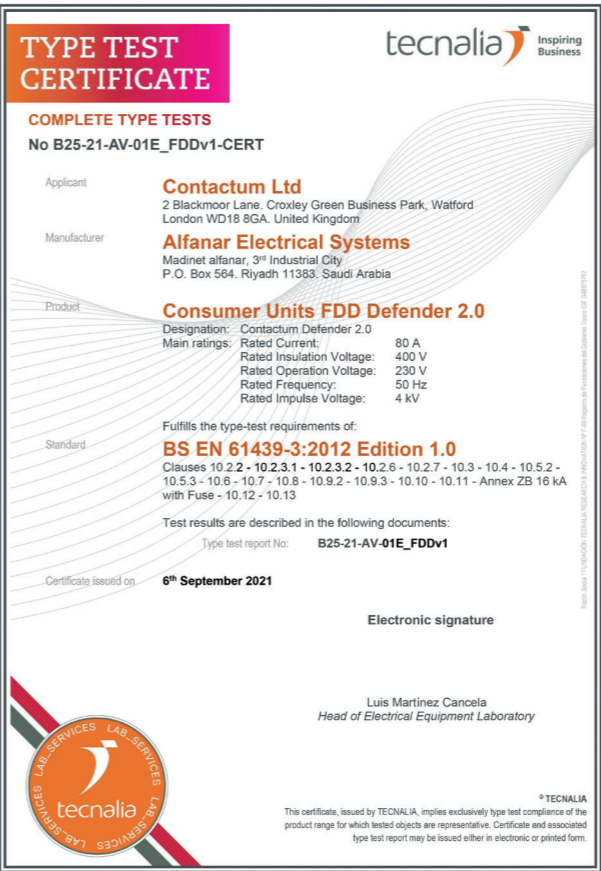 TYPE TEST
CERTIFICATE
tecnalia
Inspiring
Business
COMPLETE TYPE TESTS
No B25-21-AV-01E_FDDv1-CERT
Applicant
Contactum Ltd
2 Blackmoor Lane. Croxley Green Business Park, Watford
London WD18 8GA. United Kingdom
Manufacturer
Alfanar Electrical Systems
Madinet alfanar, 3rd Industrial City
P.O. Box 564. Riyadh 11383. Saudi Arabia
Product
Consumer Units FDD Defender 2.0
Designation: Contactum Defender 2.0
Main ratings: Rated Current: 80 A
Rated Insulation Voltage: 400 V
Rated Operation Voltage: 230 V
Rated Frequency: 50 Hz
Rated Impulse Voltage: 4 kV
Fulfills the type-test requirements of:
Standard
BS EN 61439-3:2012 Edition 1.0
Clauses 10.2.2 - 10.2.3.1 - 10.2.3.2 - 10.2.6 - 10.2.7 - 10.3 - 10.4 - 10.5.2 -
10.5.3 - 10.6 - 10.7 - 10.8 - 10.9.2 - 10.9.3 - 10.10 - 10.11 - Annex ZB 16 kA
with Fuse - 10.12 - 10.13
Test results are described in the following documents:
Type test report No: B25-21-AV-01E_FDDv1
Certificate issued on 6th September 2021
Electronic signature
Luis Martinez Cancela
Head of Electrical Equipment Laboratory
LAB_SERVICES LAB_SERVICES LAB_SERVICES LAB_SERVICES
tecnalia
© TECNALIA
This certificate, issued by TECNALIA, implies exclusively type test compliance of the
product range for which tested objects are representative. Certificate and associated
type test report may be issued either in electronic or printed form.